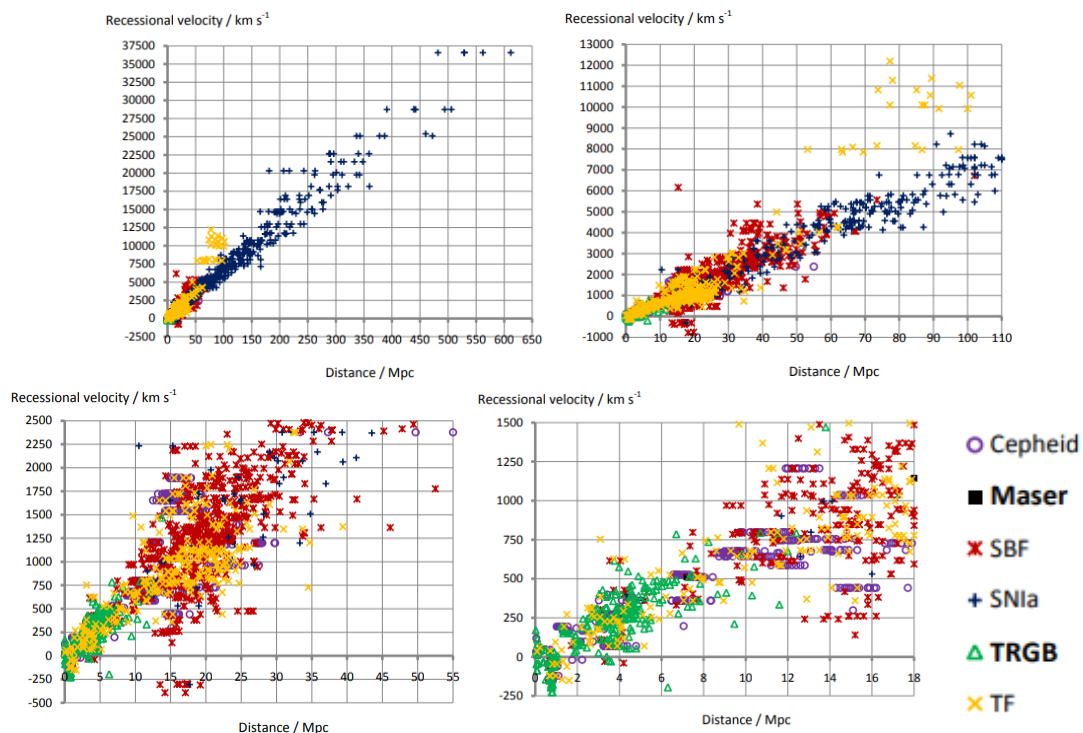 Recessional velocity / km s⁻¹
37500
35000
32500
30000
27500
25000
22500
20000
17500
15000
12500
10000
7500
5000
2500
0
-2500
0 50 100 150 200 250 300 350 400 450 500 550 600 650
Distance / Mpc
Recessional velocity / km s⁻¹
13000
12000
11000
10000
9000
8000
7000
6000
5000
4000
3000
2000
1000
0
-1000
0 10 20 30 40 50 60 70 80 90 100 110
Distance / Mpc
Recessional velocity / km s⁻¹
2500
2250
2000
1750
1500
1250
1000
750
500
250
0
-250
-500
0 5 10 15 20 25 30 35 40 45 50 55
Distance / Mpc
Recessional velocity / km s⁻¹
1500
1250
1000
750
500
250
0
-250
0 2 4 6 8 10 12 14 16 18
Distance / Mpc
Cepheid
Maser
SBF
SNIa
TRGB
TF